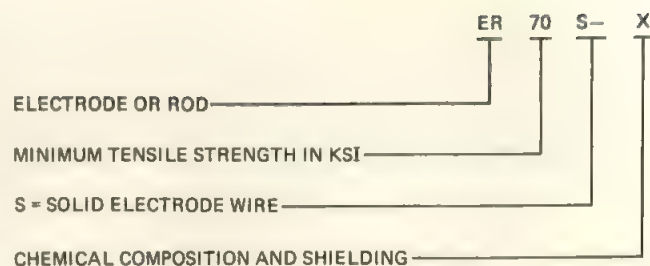 ER 70 S– X
ELECTRODE OR ROD
MINIMUM TENSILE STRENGTH IN KSI
S = SOLID ELECTRODE WIRE
CHEMICAL COMPOSITION AND SHIELDING